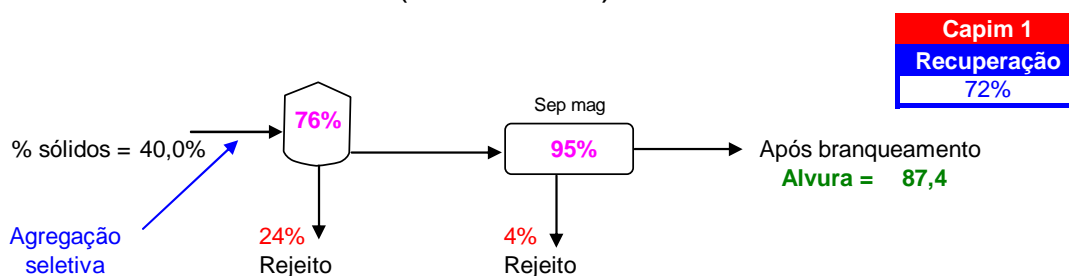 Capim 1
Recuperação
72%
Sep mag
76%
95%
% sólidos = 40,0%
Após branqueamento
Alvura = 87,4
Agregação
seletiva
24%
Rejeito
4%
Rejeito